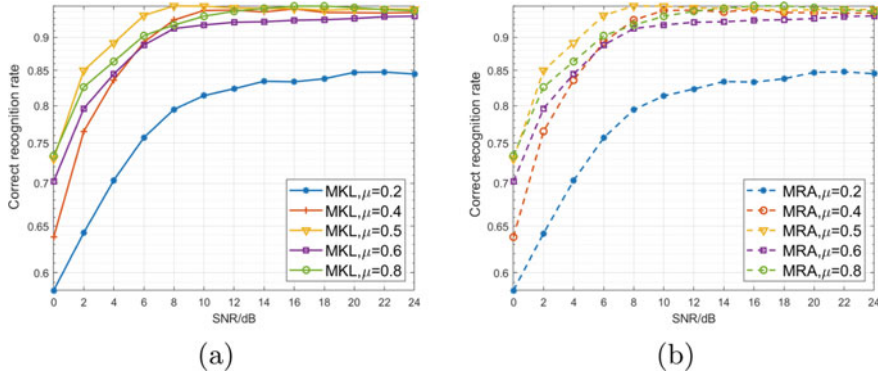 0.9
0.85
0.8
0.7
0.65
0.6
Correct recognition rate
MKL,μ=0.2
MKL,μ=0.4
MKL,μ=0.5
MKL,μ=0.6
MKL,μ=0.8
0 2 4 6 8 10 12 14 16 18 20 22 24
SNR/dB
(a)
0.9
0.85
0.8
0.7
0.65
0.6
Correct recognition rate
MRA,μ=0.2
MRA,μ=0.4
MRA,μ=0.5
MRA,μ=0.6
MRA,μ=0.8
0 2 4 6 8 10 12 14 16 18 20 22 24
SNR/dB
(b)